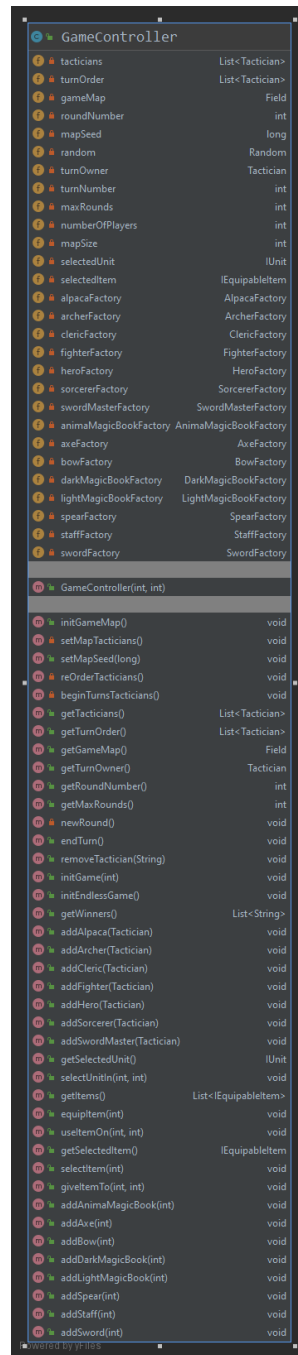 GameController
tacticians List<Tactician>
turnOrder List<Tactician>
gameMap Field
roundNumber int
mapSeed long
random Random
turnOwner Tactician
turnNumber int
maxRounds int
numberOfPlayers int
mapSize int
selectedUnit IUnit
selectedItem IEquipableItem
alpacaFactory AlpacaFactory
archerFactory ArcherFactory
clericFactory ClericFactory
fighterFactory FighterFactory
heroFactory HeroFactory
sorcererFactory SorcererFactory
swordMasterFactory SwordMasterFactory
animaMagicBookFactory AnimaMagicBookFactory
axeFactory AxeFactory
bowFactory BowFactory
darkMagicBookFactory DarkMagicBookFactory
lightMagicBookFactory LightMagicBookFactory
spearFactory SpearFactory
staffFactory StaffFactory
swordFactory SwordFactory
GameController(int, int)
initGameMap() void
setMapTacticians() void
setMapSeed(long) void
reOrderTacticians() void
beginTurnsTacticians() void
getTacticians() List<Tactician>
getTurnOrder() List<Tactician>
getGameMap() Field
getTurnOwner() Tactician
getRoundNumber() int
getMaxRounds() int
newRound() void
endTurn() void
removeTactician(String) void
initGame(int) void
initEndlessGame() void
getWinners() List<String>
addAlpaca(Tactician) void
addArcher(Tactician) void
addCleric(Tactician) void
addFighter(Tactician) void
addHero(Tactician) void
addSorcerer(Tactician) void
addSwordMaster(Tactician) void
getSelectedUnit() IUnit
selectUnitIn(int, int) void
getItems() List<IEquipableItem>
equipItem(int) void
useItemOn(int, int) void
getSelectedItem() IEquipableItem
selectItem(int) void
giveItemTo(int, int) void
addAnimaMagicBook(int) void
addAxe(int) void
addBow(int) void
addDarkMagicBook(int) void
addLightMagicBook(int) void
addSpear(int) void
addStaff(int) void
addSword(int) void
Powered by yFiles